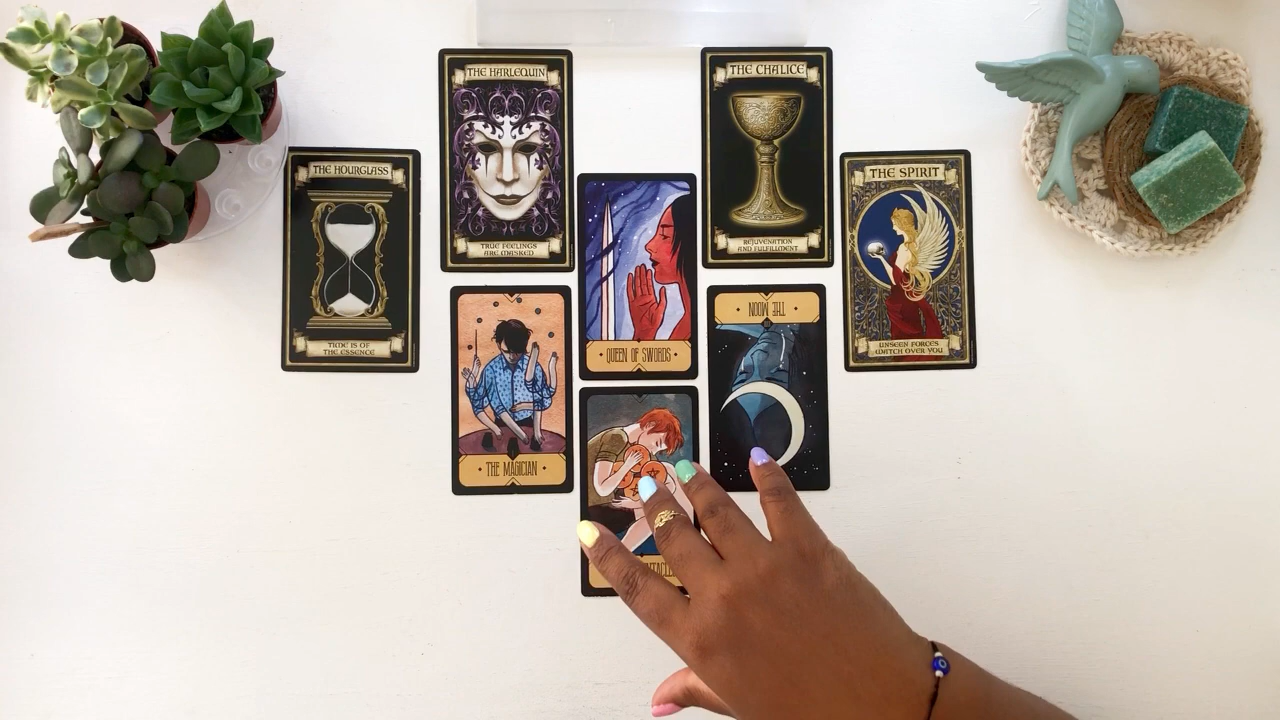 THE HOURGLASS
TIME IS OF
THE ESSENCE
THE HARLEQUIN
TRUE FEELINGS
ARE MASKED
THE CHALICE
REJUVENATION
AND FULFILLMENT
THE SPIRIT
UNSEEN FORCES
WATCH OVER YOU
QUEEN OF SWORDS
THE MAGICIAN
THE MOON